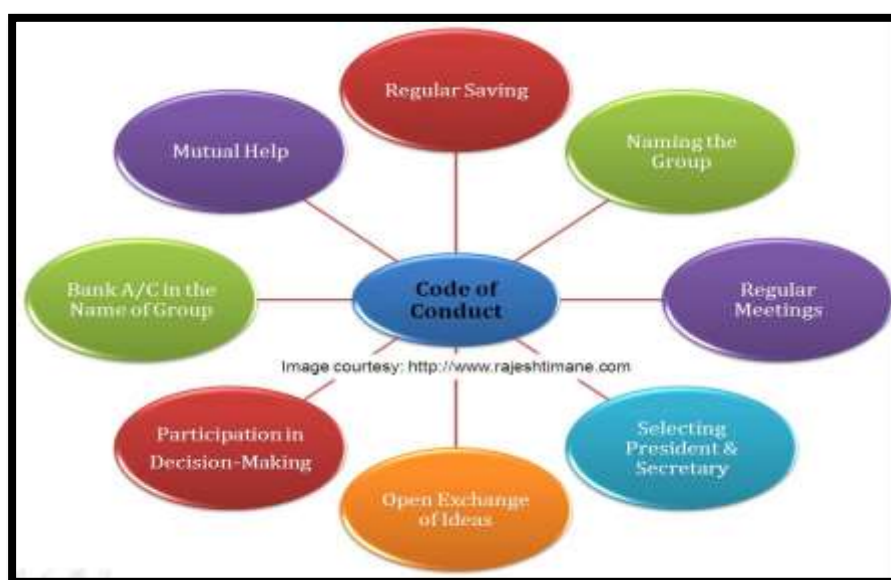 Regular Saving
Naming the
Group
Regular
Meetings
Selecting
President &
Secretary
Open Exchange
of Ideas
Participation in
Decision-Making
Bank A/C in the
Name of Group
Mutual Help
Code of
Conduct
Image courtesy: http://www.rajeshtimane.com